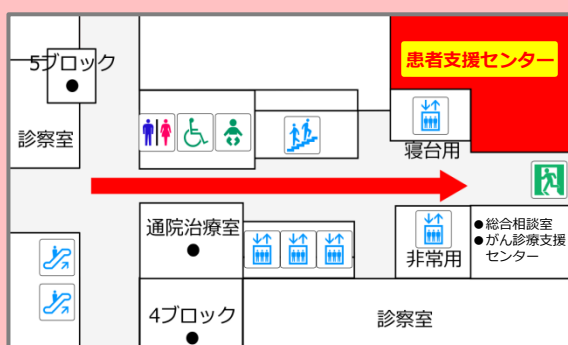 患者支援センター
5ブロック
診察室
寝台用
通院治療室
非常用
●総合相談室
●がん診療支援
センター
4ブロック
診察室